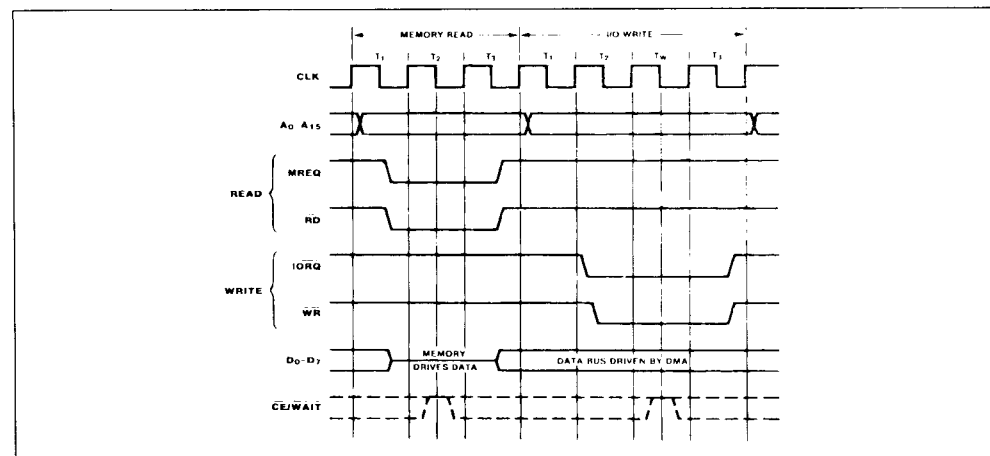 MEMORY READ I/O WRITE
T1 T2 T3 T1 T2 TW T3
CLK
A0-A15
MREQ
READ
RD
IORQ
WRITE
WR
D0-D7 MEMORY DRIVES DATA DATA BUS DRIVEN BY DMA
CE/WAIT